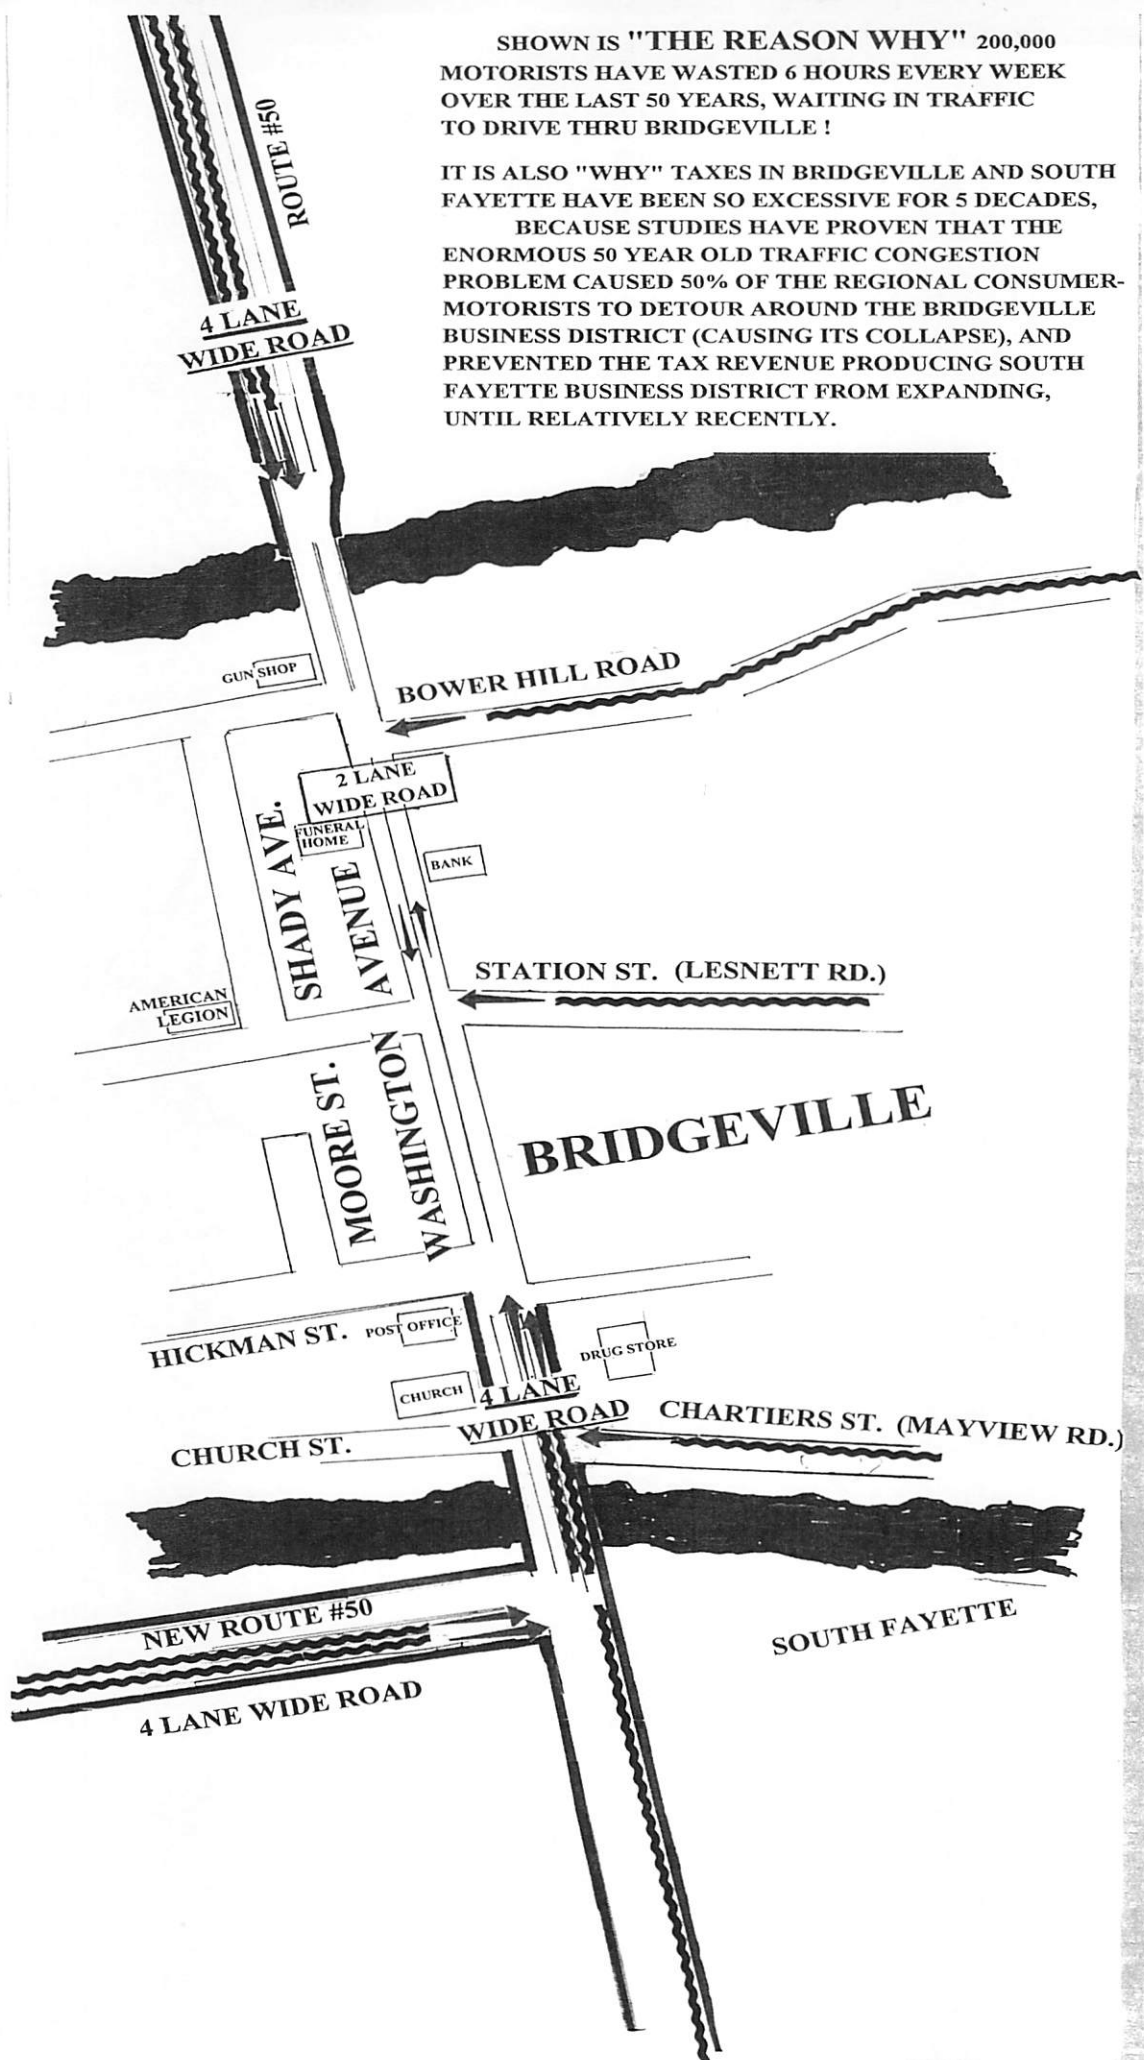 SHOWN IS "THE REASON WHY" 200,000
MOTORISTS HAVE WASTED 6 HOURS EVERY WEEK
OVER THE LAST 50 YEARS, WAITING IN TRAFFIC
TO DRIVE THRU BRIDGEVILLE !
IT IS ALSO "WHY" TAXES IN BRIDGEVILLE AND SOUTH
FAYETTE HAVE BEEN SO EXCESSIVE FOR 5 DECADES,
BECAUSE STUDIES HAVE PROVEN THAT THE
ENORMOUS 50 YEAR OLD TRAFFIC CONGESTION
PROBLEM CAUSED 50% OF THE REGIONAL CONSUMER-
MOTORISTS TO DETOUR AROUND THE BRIDGEVILLE
BUSINESS DISTRICT (CAUSING ITS COLLAPSE), AND
PREVENTED THE TAX REVENUE PRODUCING SOUTH
FAYETTE BUSINESS DISTRICT FROM EXPANDING,
UNTIL RELATIVELY RECENTLY.
ROUTE #50
4 LANE
WIDE ROAD
GUN SHOP
BOWER HILL ROAD
2 LANE
WIDE ROAD
FUNERAL
HOME
BANK
SHADY AVE.
AVENUE
STATION ST. (LESNETT RD.)
AMERICAN
LEGION
MOORE ST.
WASHINGTON
BRIDGEVILLE
HICKMAN ST.
POST OFFICE
DRUG STORE
CHURCH
4 LANE
WIDE ROAD
CHARTIERS ST. (MAYVIEW RD.)
CHURCH ST.
NEW ROUTE #50
SOUTH FAYETTE
4 LANE WIDE ROAD